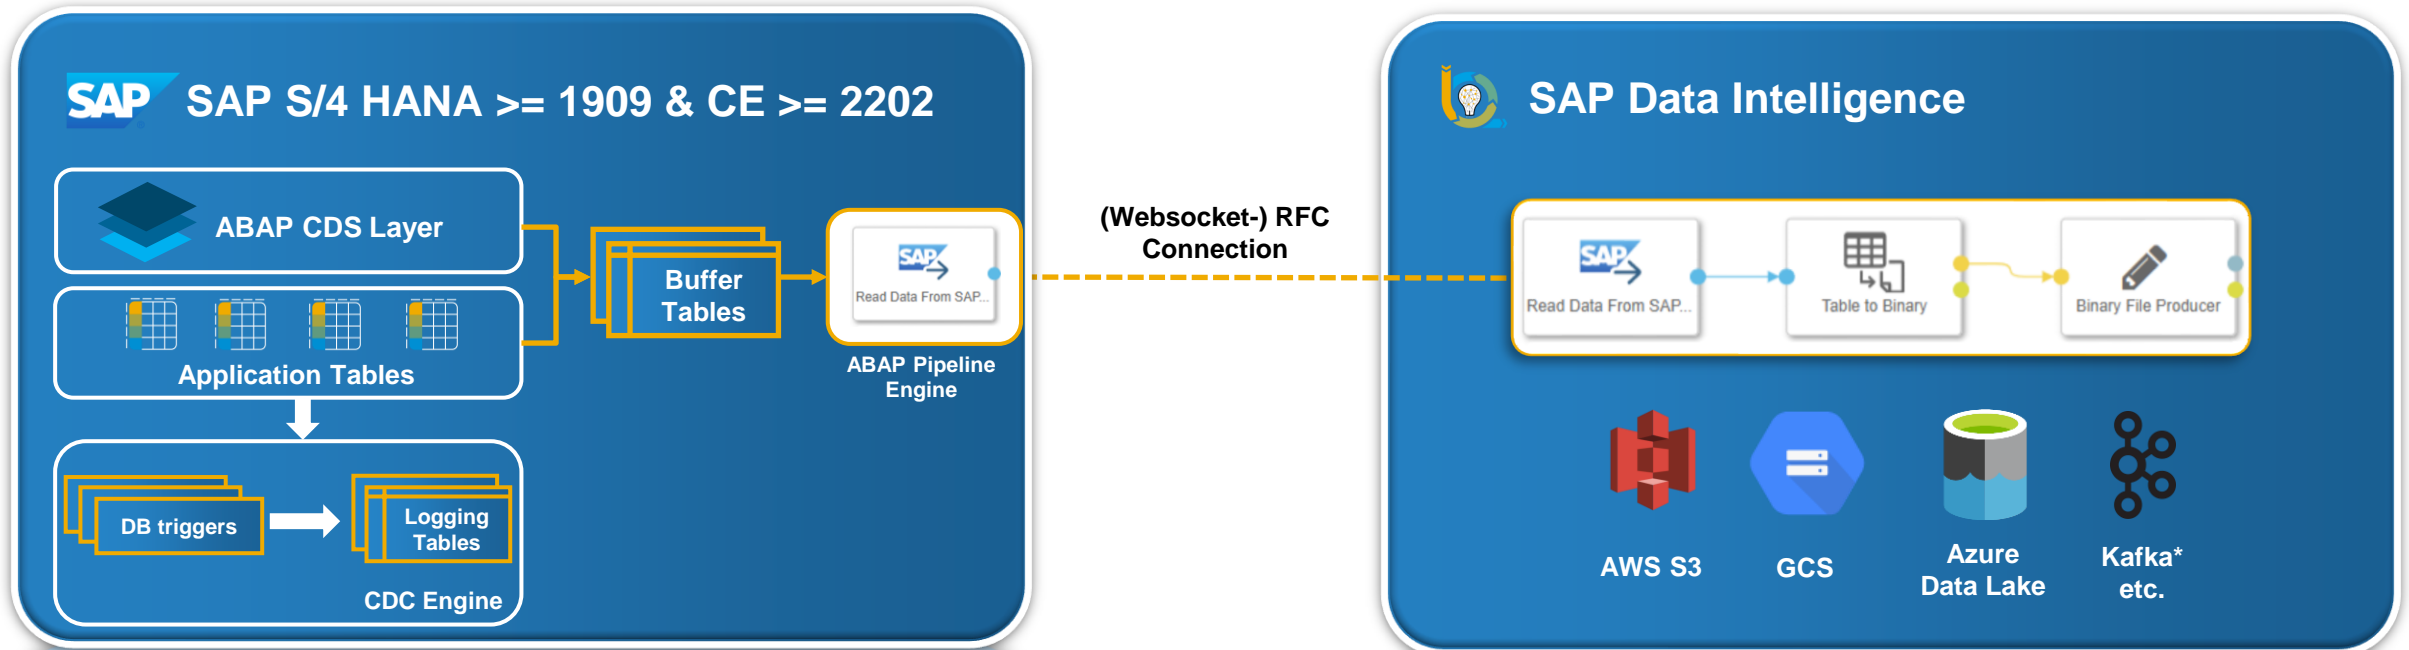 SAP SAP S/4 HANA >= 1909 & CE >= 2202
ABAP CDS Layer
Application Tables
DB triggers
Logging
Tables
CDC Engine
Buffer
Tables
SAP
Read Data From SAP...
ABAP Pipeline
Engine
(Websocket-) RFC
Connection
SAP Data Intelligence
SAP
Read Data From SAP...
Table to Binary
Binary File Producer
AWS S3
GCS
Azure
Data Lake
Kafka*
etc.